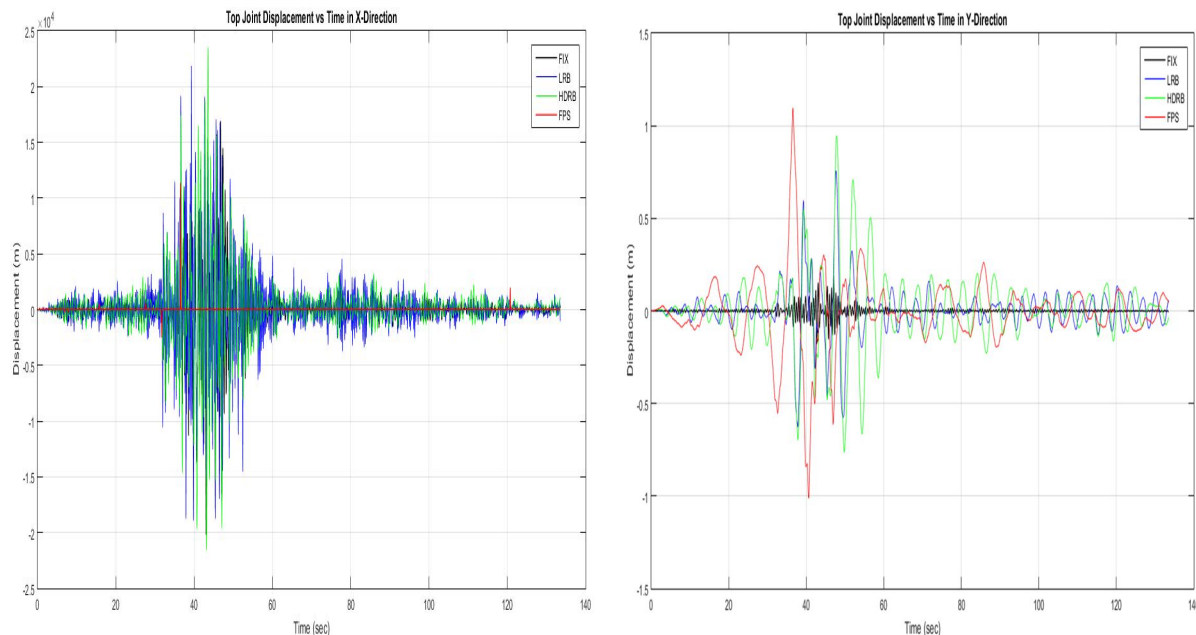 Top Joint Displacement vs Time in X-Direction
×10⁴
2.5
2
1.5
1
0.5
0
-0.5
-1
-1.5
-2
-2.5
Displacement (m)
0 20 40 60 80 100 120 140
Time (sec)
FIX
LRB
HDRB
FPS
Top Joint Displacement vs Time in Y-Direction
1.5
1
0.5
0
-0.5
-1
-1.5
Displacement (m)
0 20 40 60 80 100 120 140
Time (sec)
FIX
LRB
HDRB
FPS